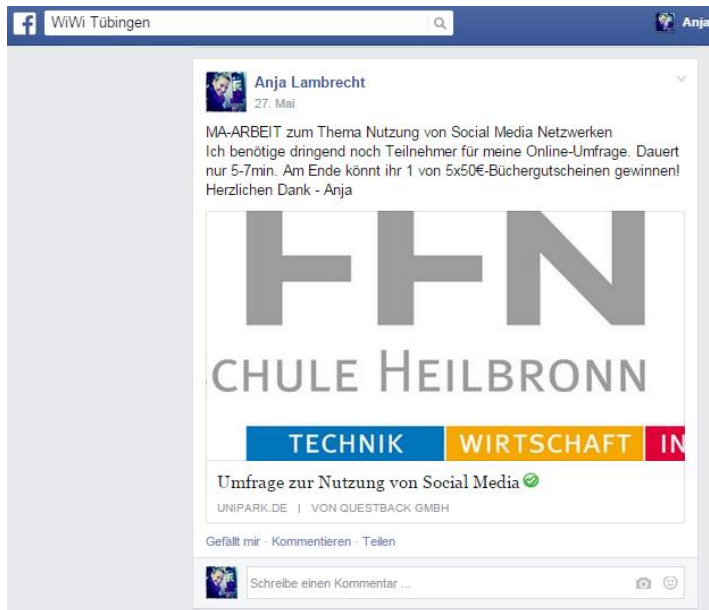 WiWi Tübingen
Anja
Anja Lambrecht
27. Mai
MA-ARBEIT zum Thema Nutzung von Social Media Netzwerken
Ich benötige dringend noch Teilnehmer für meine Online-Umfrage. Dauert
nur 5-7min. Am Ende könnt ihr 1 von 5x50€-Büchergutscheinen gewinnen!
Herzlichen Dank - Anja
CHULE HEILBRONN
TECHNIK WIRTSCHAFT IN
Umfrage zur Nutzung von Social Media
UNIPARK.DE | VON QUESTBACK GMBH
Gefällt mir · Kommentieren · Teilen
Schreibe einen Kommentar ...